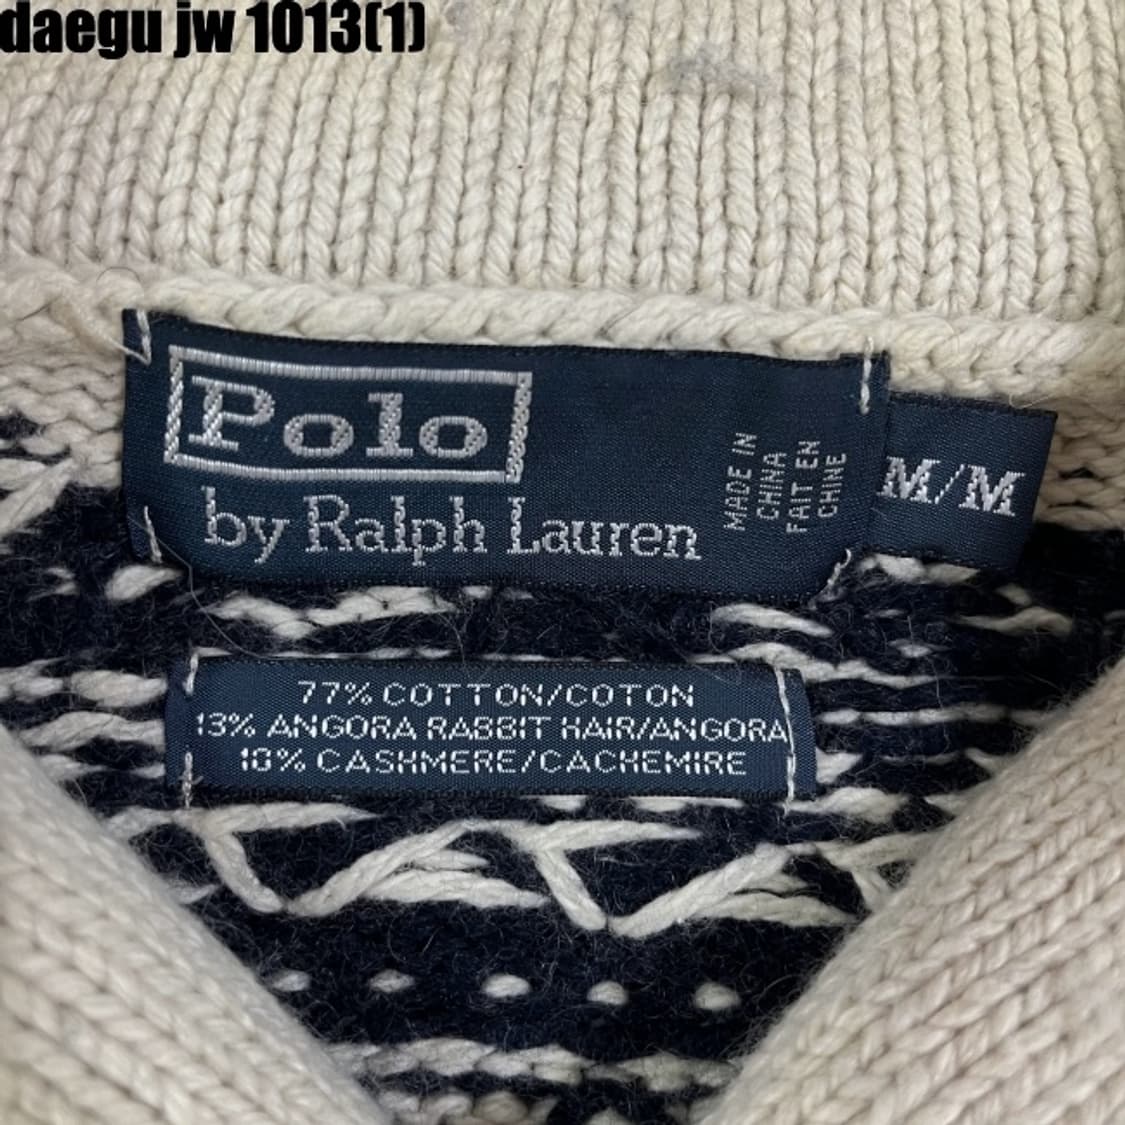 daegu jw 1013(1)
Polo
by Ralph Lauren
MADE IN
CHINA
FAIT EN
CHINE
M/M
77% COTTON/COTON
13% ANGORA RABBIT HAIR/ANGORA
10% CASHMERE/CACHEMIRE